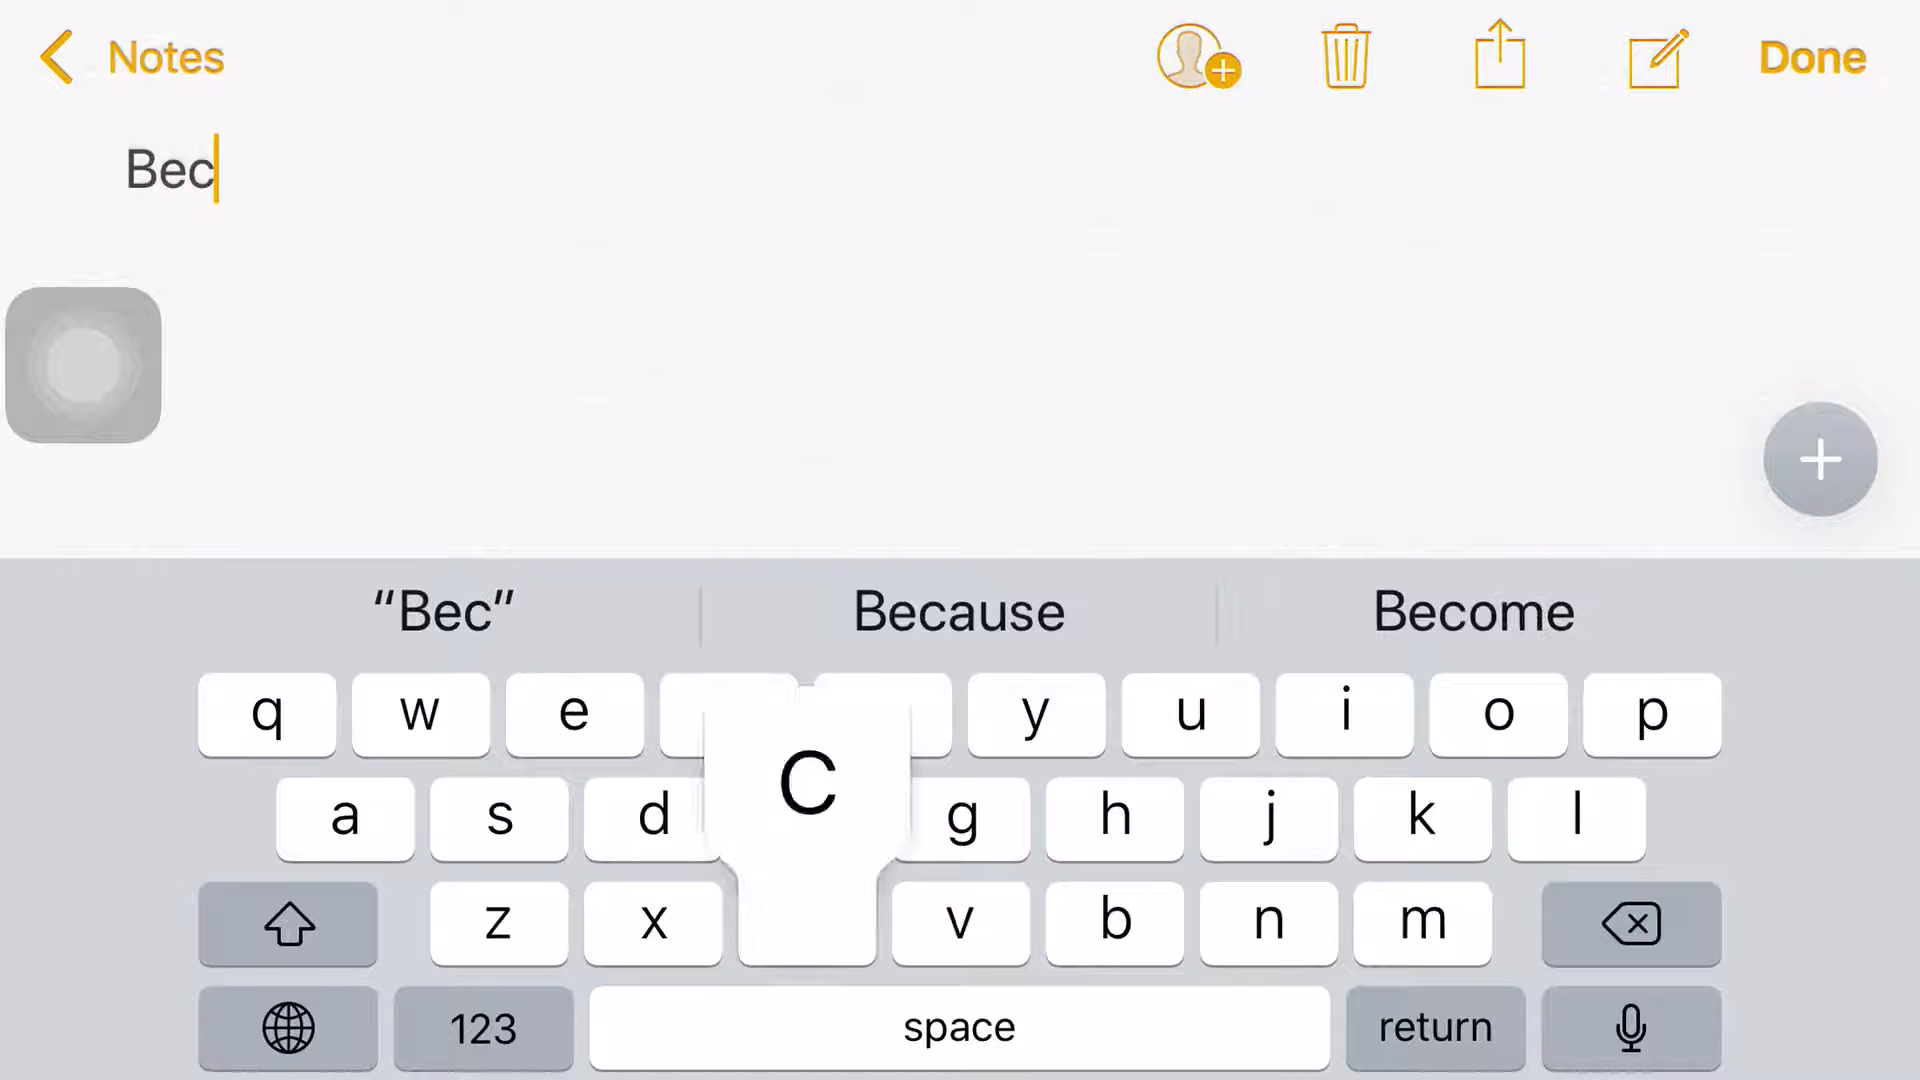 Notes
Done
Bec
“Bec” Because Become
q w e y u i o p
C
a s d g h j k l
z x v b n m
123 space return